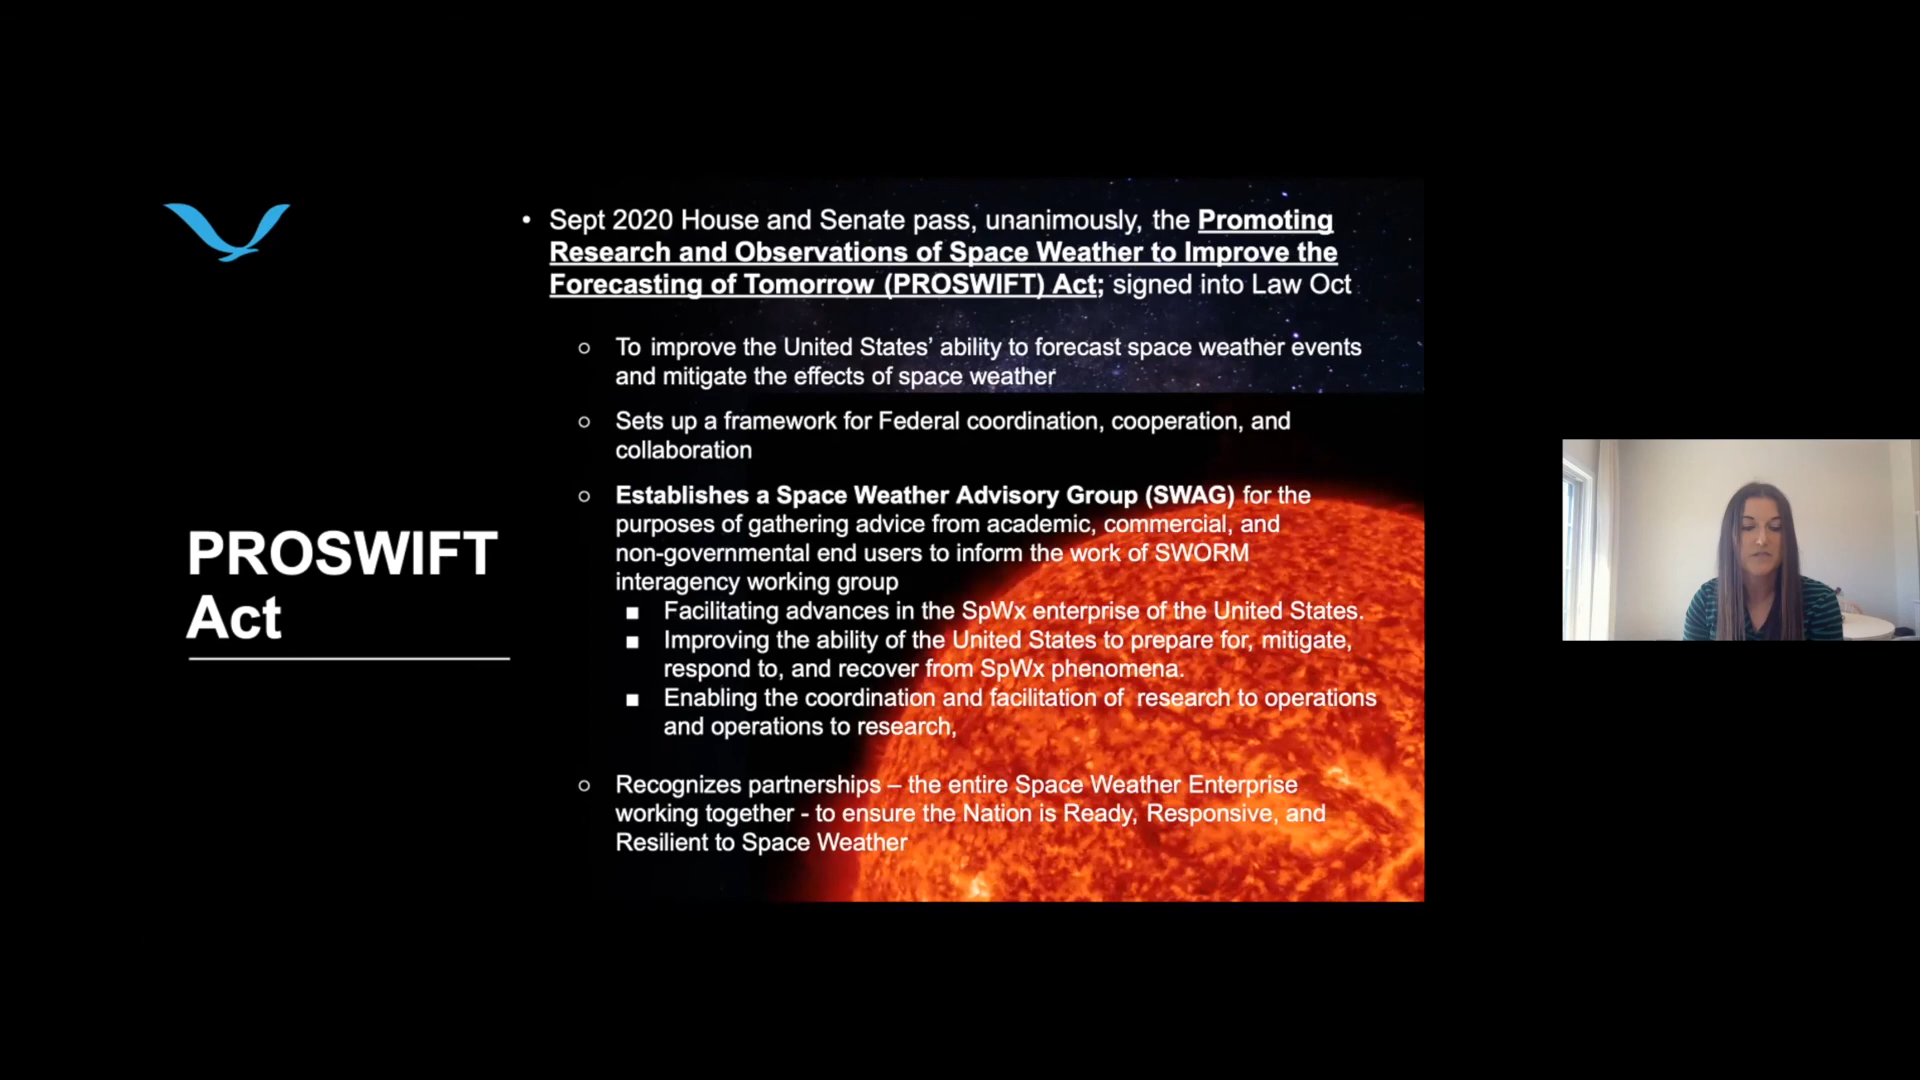 • Sept 2020 House and Senate pass, unanimously, the Promoting
Research and Observations of Space Weather to Improve the
Forecasting of Tomorrow (PROSWIFT) Act; signed into Law Oct
○ To improve the United States’ ability to forecast space weather events
and mitigate the effects of space weather
○ Sets up a framework for Federal coordination, cooperation, and
collaboration
○ Establishes a Space Weather Advisory Group (SWAG) for the
purposes of gathering advice from academic, commercial, and
non-governmental end users to inform the work of SWORM
interagency working group
■ Facilitating advances in the SpWx enterprise of the United States.
■ Improving the ability of the United States to prepare for, mitigate,
respond to, and recover from SpWx phenomena.
■ Enabling the coordination and facilitation of research to operations
and operations to research,
○ Recognizes partnerships – the entire Space Weather Enterprise
working together - to ensure the Nation is Ready, Responsive, and
Resilient to Space Weather
PROSWIFT
Act